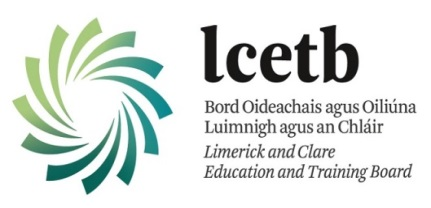 lcetb
Bord Oideachais agus Oiliúna
Luimnigh agus an Chláir
Limerick and Clare
Education and Training Board